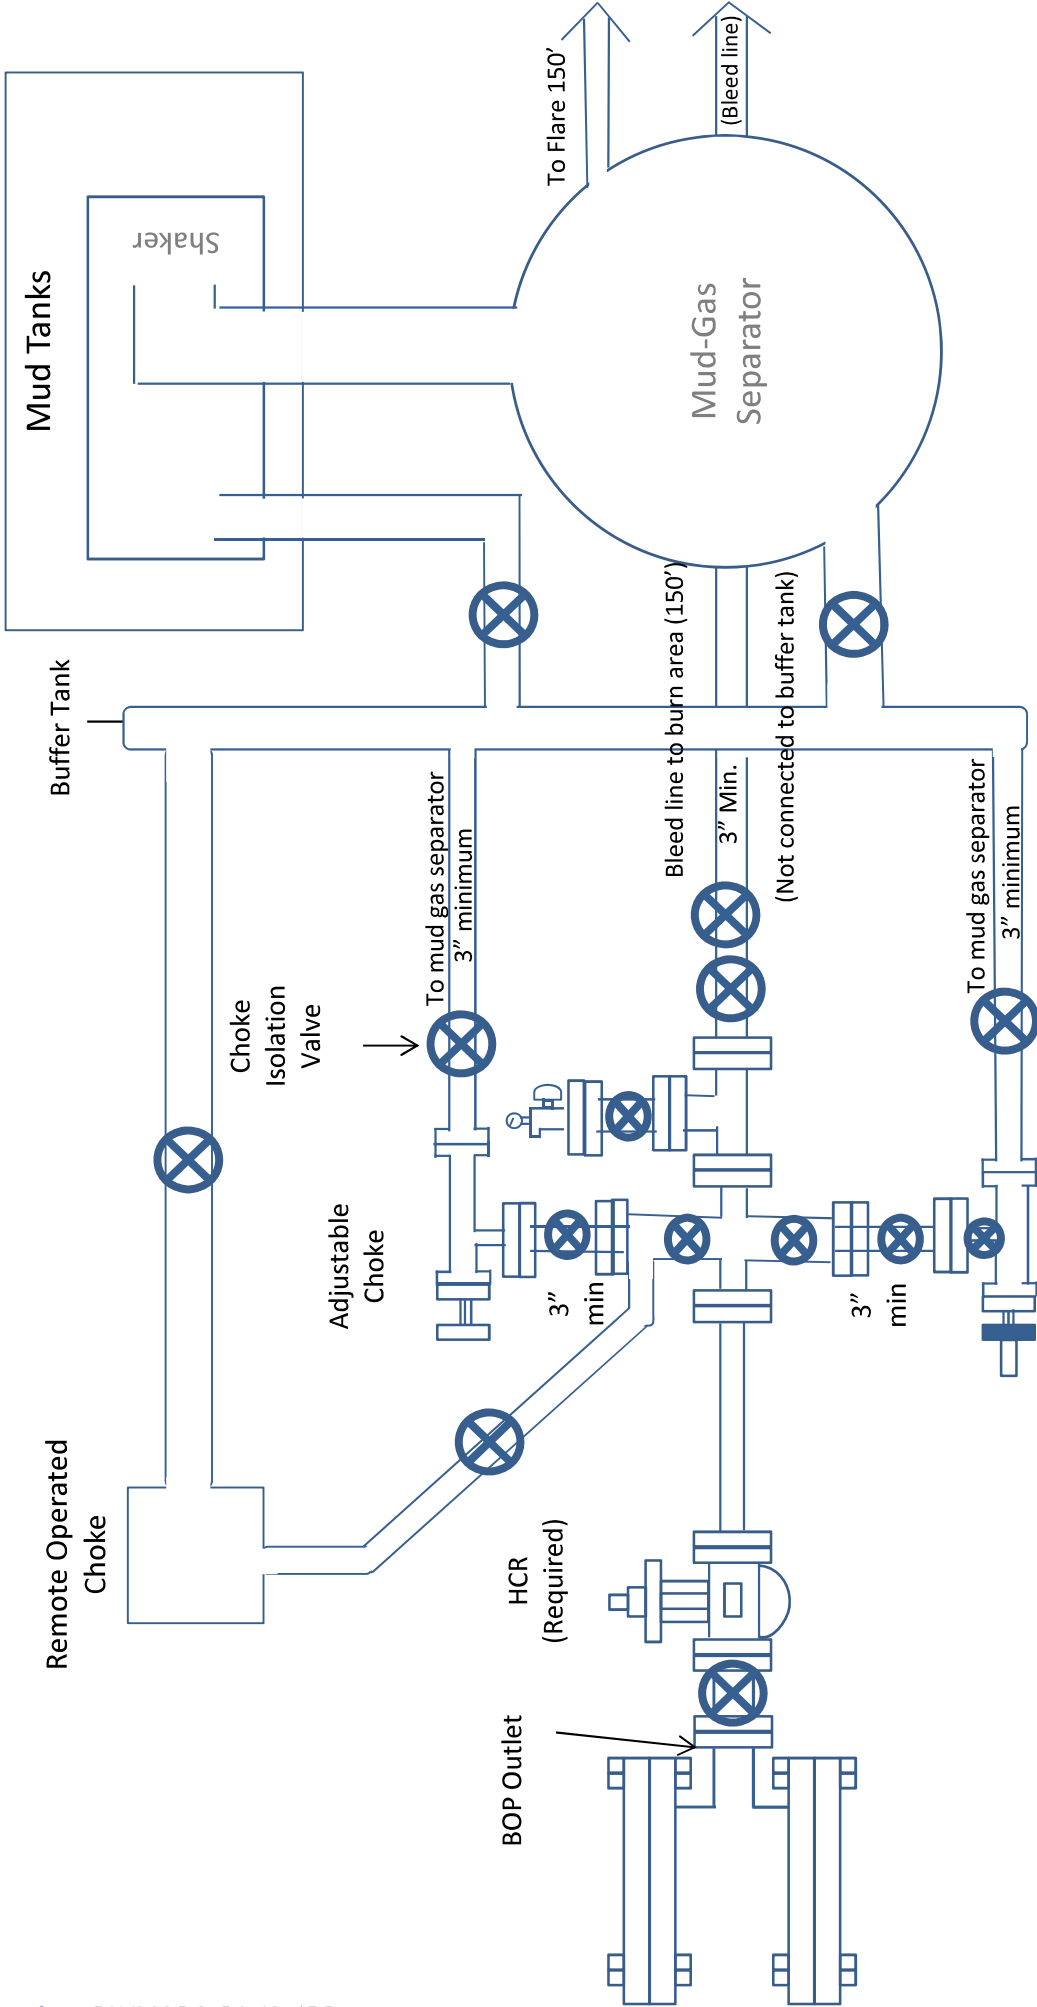 Mud Tanks
Shaker
To Flare 150’
(Bleed line)
Mud-Gas
Separator
Buffer Tank
Bleed line to burn area (150’)
3” Min.
(Not connected to buffer tank)
To mud gas separator
3” minimum
To mud gas separator
3” minimum
Choke
Isolation
Valve
Adjustable
Choke
3”
min
3”
min
Remote Operated
Choke
HCR
(Required)
BOP Outlet